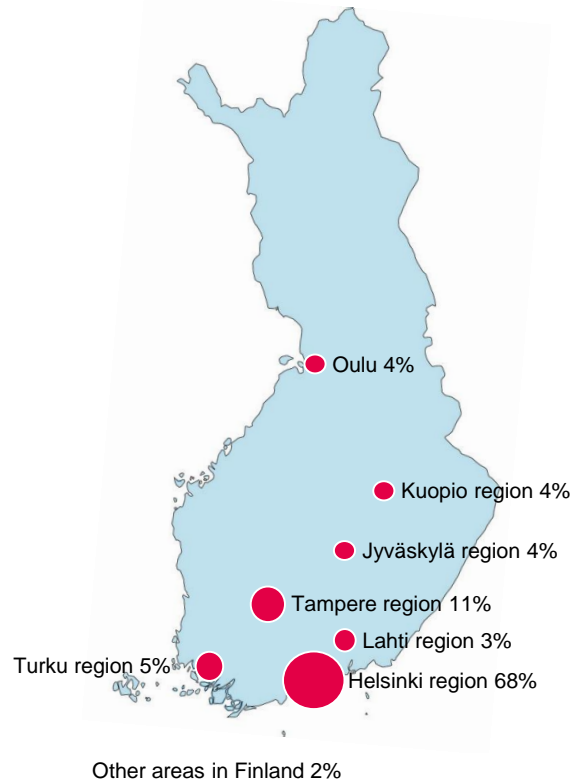 Oulu 4%
Kuopio region 4%
Jyväskylä region 4%
Tampere region 11%
Lahti region 3%
Turku region 5%
Helsinki region 68%
Other areas in Finland 2%